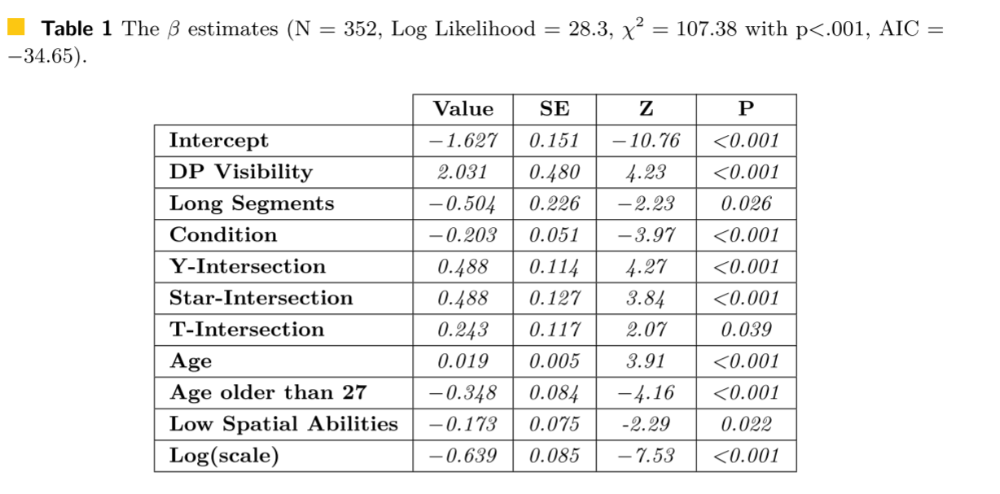 Table 1 The β estimates (N = 352, Log Likelihood = 28.3, χ² = 107.38 with p<.001, AIC =
−34.65).
Value SE Z P
Intercept −1.627 0.151 −10.76 <0.001
DP Visibility 2.031 0.480 4.23 <0.001
Long Segments −0.504 0.226 −2.23 0.026
Condition −0.203 0.051 −3.97 <0.001
Y-Intersection 0.488 0.114 4.27 <0.001
Star-Intersection 0.488 0.127 3.84 <0.001
T-Intersection 0.243 0.117 2.07 0.039
Age 0.019 0.005 3.91 <0.001
Age older than 27 −0.348 0.084 −4.16 <0.001
Low Spatial Abilities −0.173 0.075 -2.29 0.022
Log(scale) −0.639 0.085 −7.53 <0.001